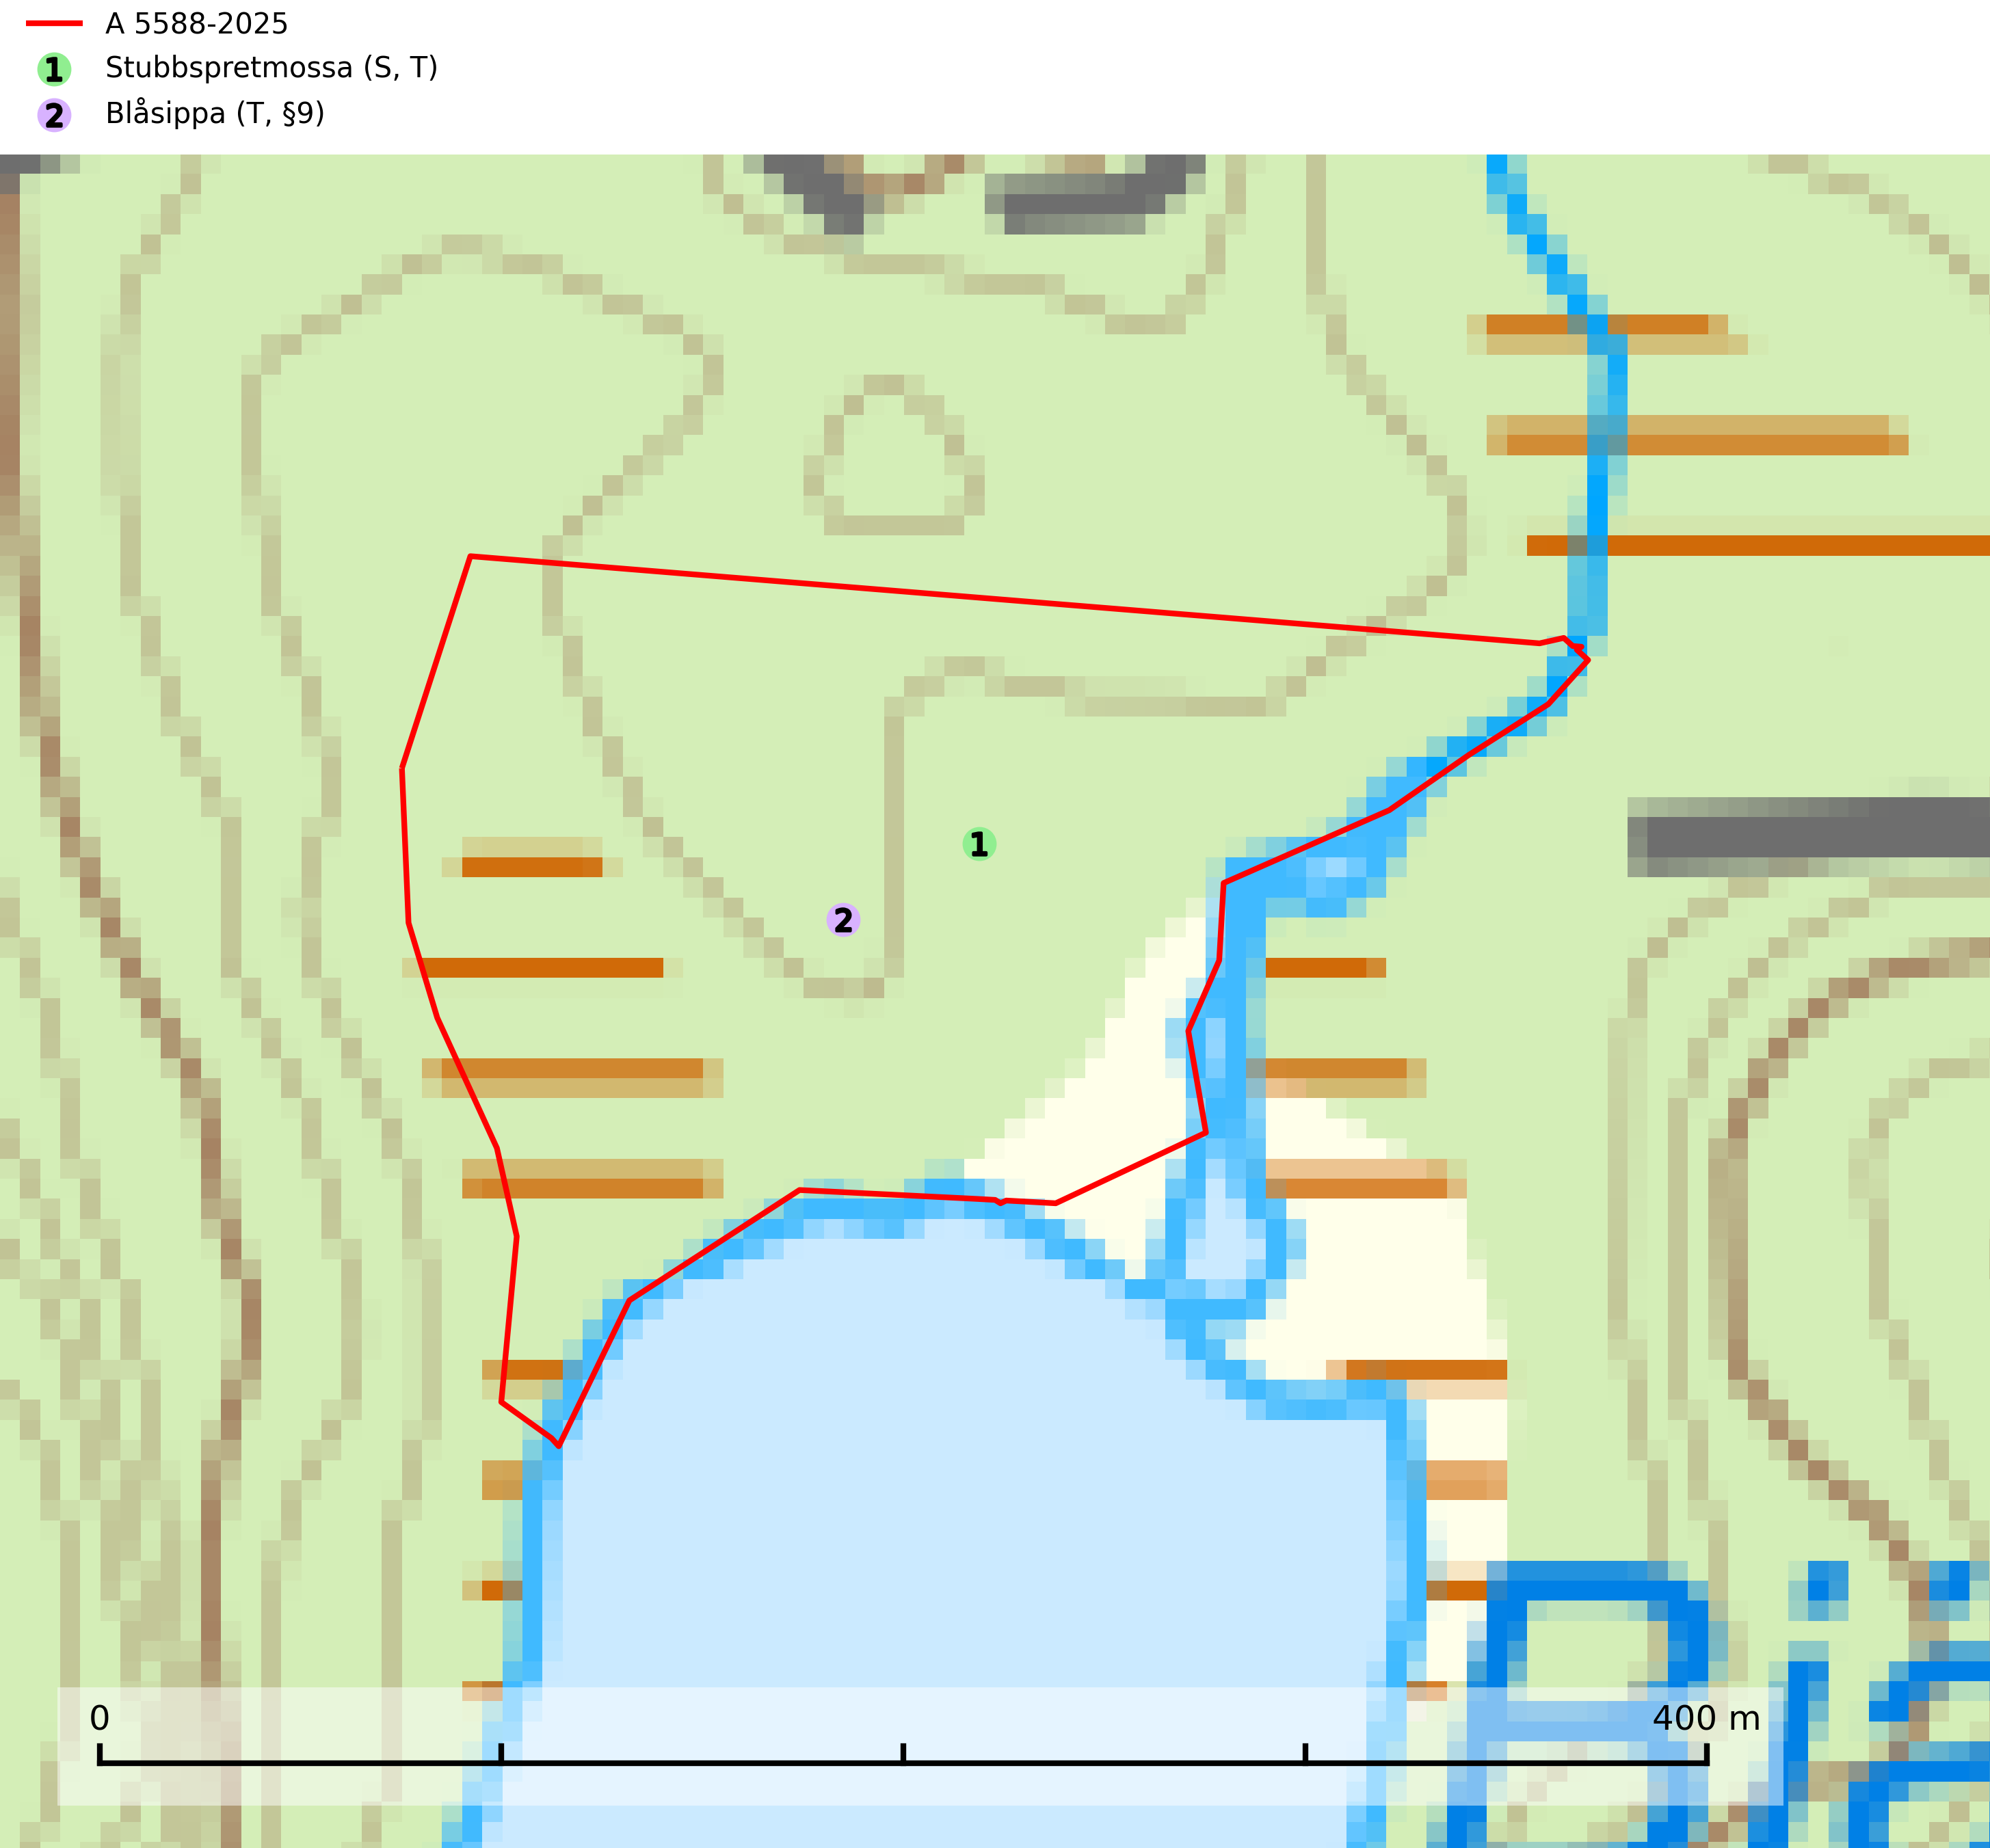 A 5588-2025
1 Stubbspretmossa (S, T)
2 Blåsippa (T, §9)
1
2
0 400 m